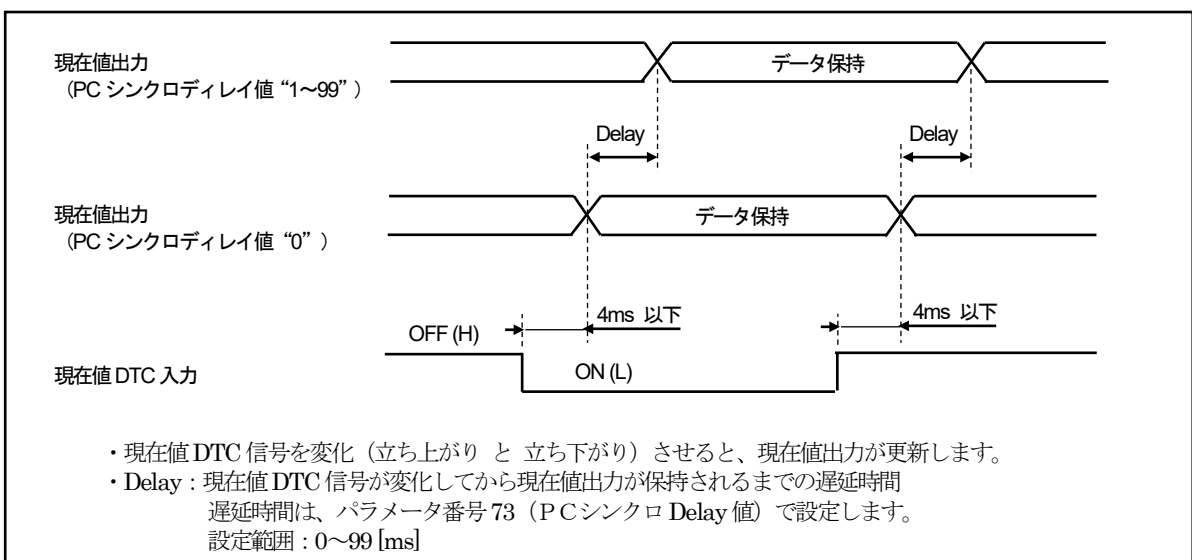 現在値出力
（PC シンクロディレイ値 “1～99” ）
データ保持
Delay
Delay
現在値出力
（PC シンクロディレイ値 “0” ）
データ保持
4ms 以下
4ms 以下
OFF (H)
現在値 DTC 入力
ON (L)
・現在値 DTC 信号を変化（立ち上がり と 立ち下がり）させると、現在値出力が更新します。
・Delay：現在値 DTC 信号が変化してから現在値出力が保持されるまでの遅延時間
遅延時間は、パラメータ番号 73（ＰＣシンクロ Delay 値）で設定します。
設定範囲：0～99 [ms]